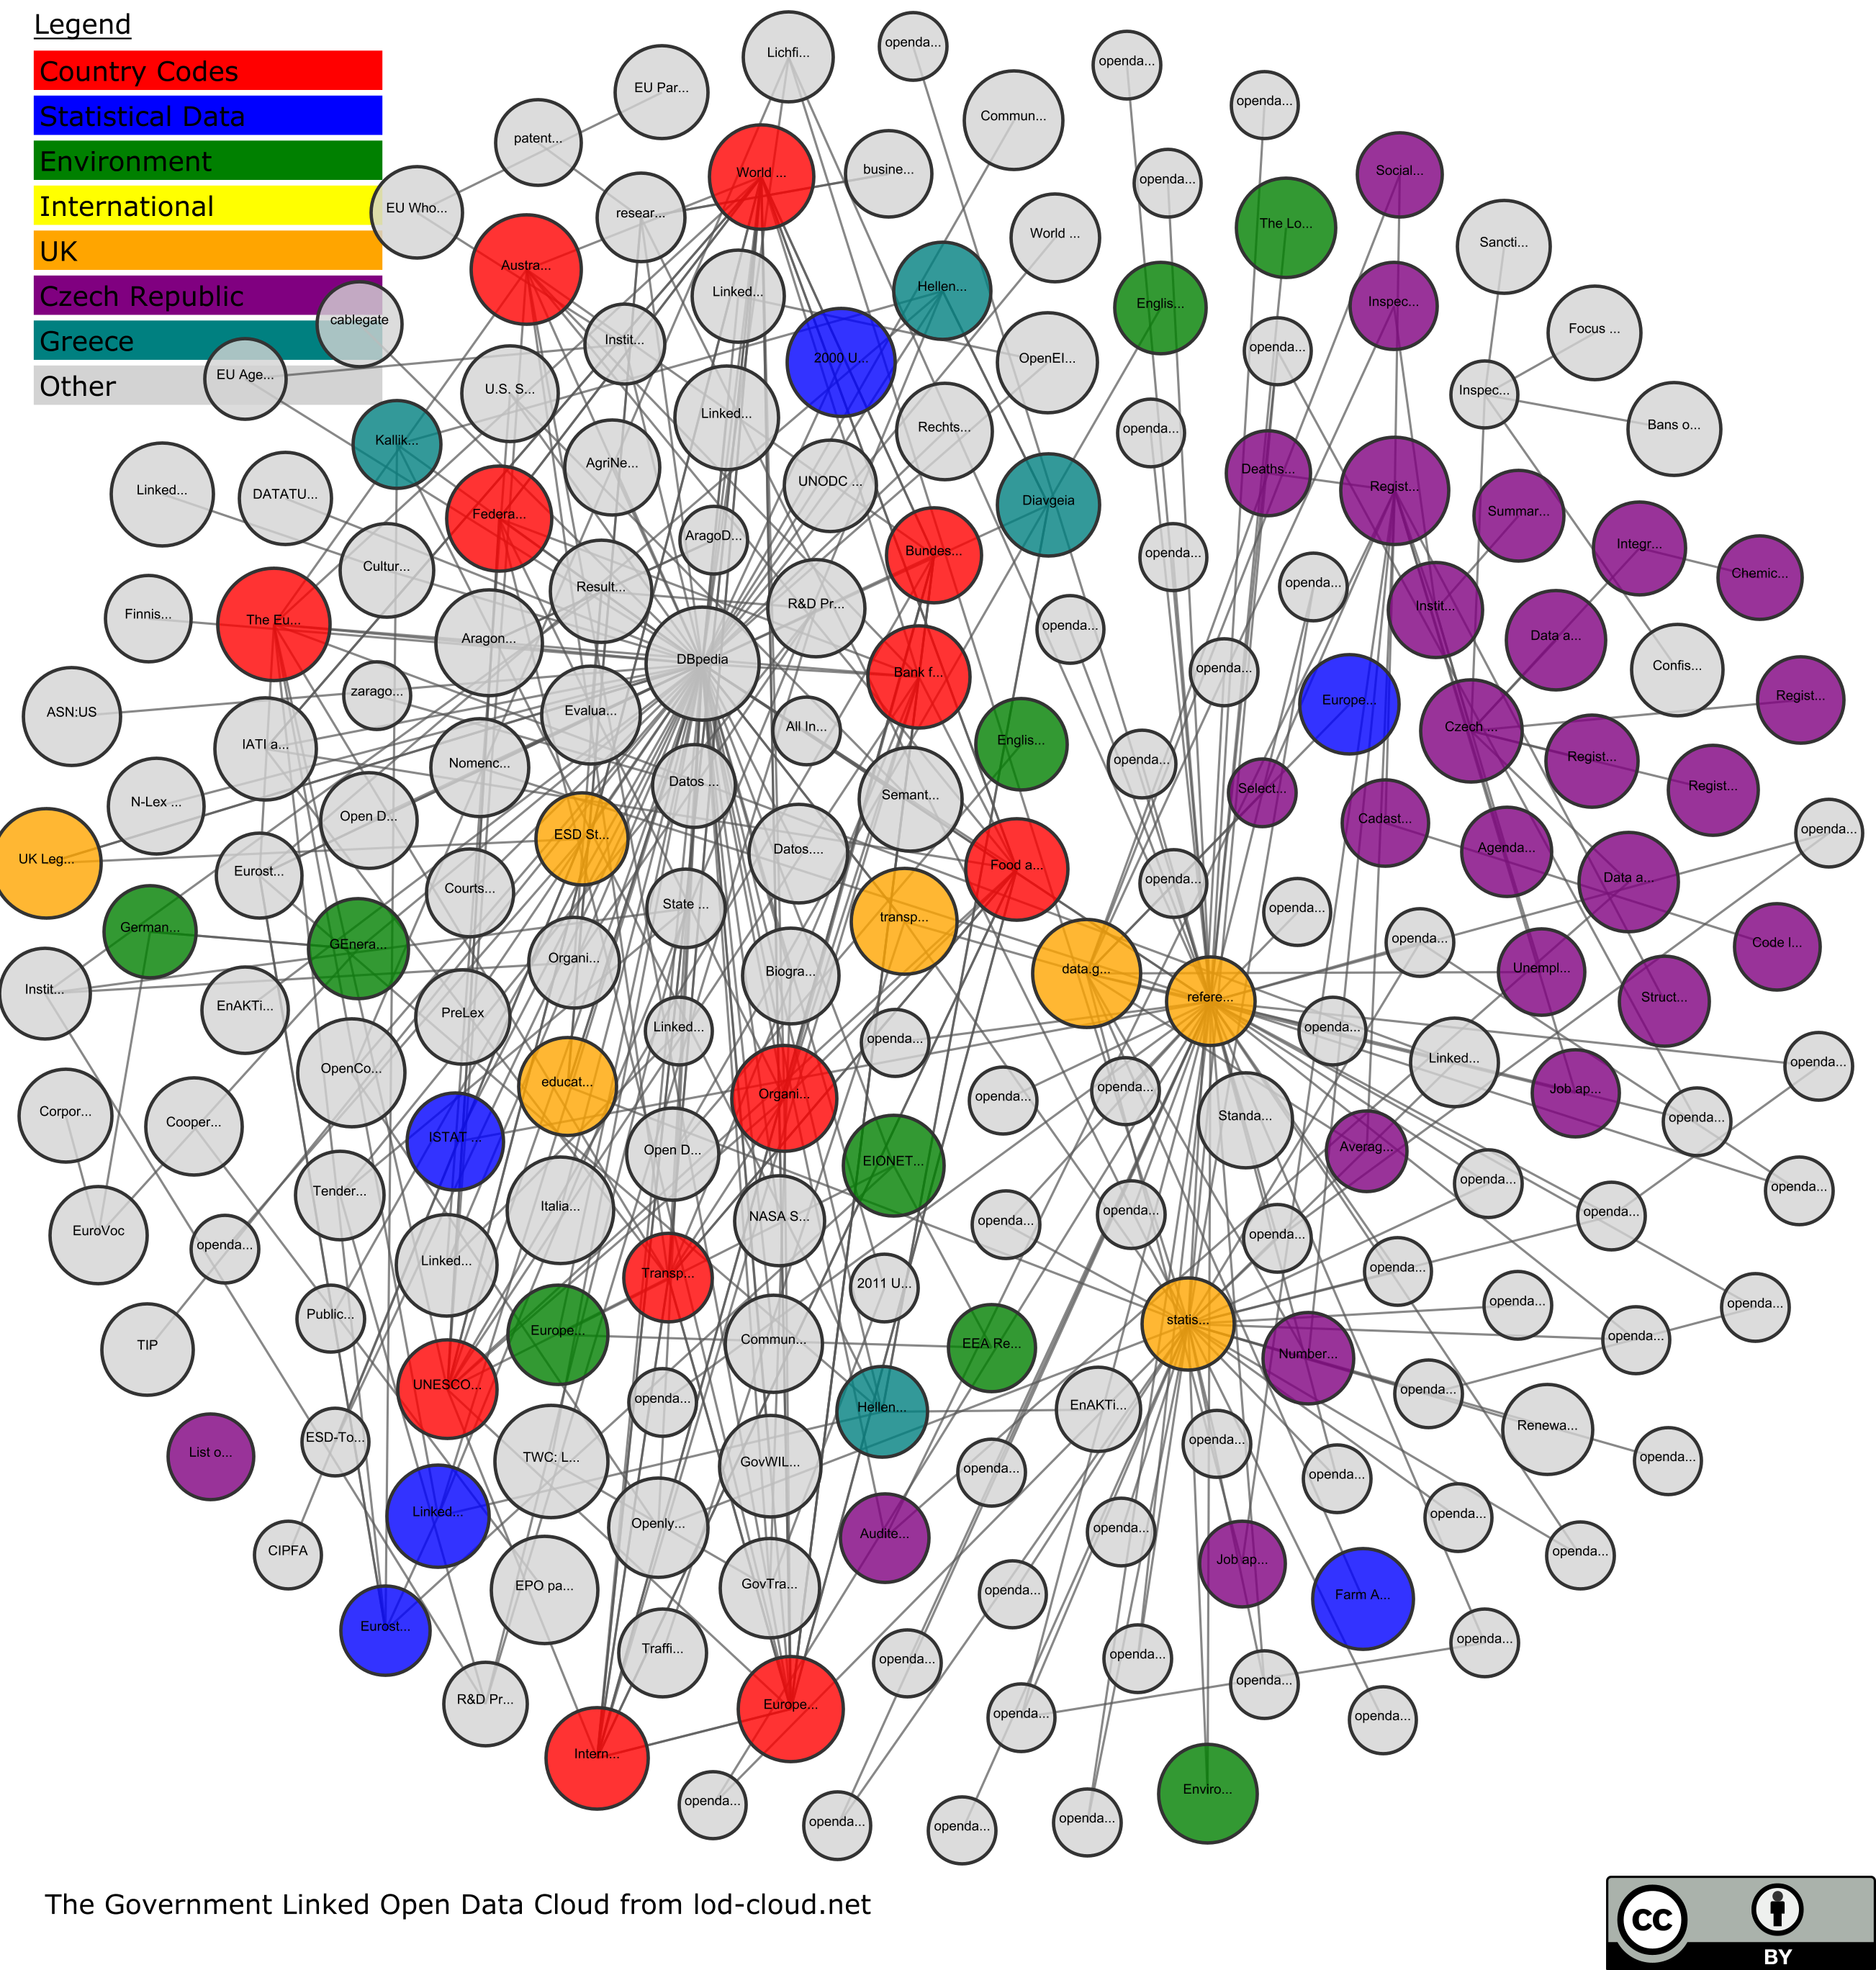 Legend
Country Codes
Statistical Data
Environment
International
UK
Czech Republic
Greece
Other
Lichfi...
openda...
openda...
EU Par...
openda...
Commun...
patent...
World ...
busine...
Social...
openda...
EU Who...
resear...
The Lo...
World ...
Sancti...
Austra...
Linked...
Hellen...
Englis...
Inspec...
cablegate
Instit...
2000 U...
OpenEI...
openda...
Focus ...
EU Age...
U.S. S...
Linked...
Inspec...
Kallik...
Rechts...
openda...
Bans o...
AgriNe...
Linked...
DATATU...
UNODC ...
Deaths...
Regist...
Federa...
Diavgeia
Summar...
AragoD...
Bundes...
openda...
Integr...
Cultur...
Chemic...
Result...
R&D Pr...
openda...
Instit...
Finnis...
The Eu...
openda...
Data a...
Aragon...
DBpedia
Bank f...
openda...
Confis...
zarago...
Regist...
ASN:US
Evalua...
All In...
Europe...
Czech ...
IATI a...
Nomenc...
Englis...
openda...
Regist...
Datos ...
Semant...
Select...
Regist...
N-Lex ...
Open D...
ESD St...
Cadast...
openda...
UK Leg...
Eurost...
Datos....
Food a...
Agenda...
Courts...
openda...
Data a...
State ...
transp...
openda...
German...
GEnera...
Organi...
openda...
Code l...
Instit...
Biogra...
data.g...
Unempl...
EnAKTi...
PreLex
refere...
Struct...
Linked...
openda...
openda...
Linked...
openda...
OpenCo...
educat...
Organi...
openda...
openda...
Job ap...
Corpor...
Cooper...
Standa...
openda...
ISTAT ...
Open D...
EIONET...
Averag...
Tender...
openda...
openda...
Italia...
NASA S...
openda...
openda...
openda...
EuroVoc
openda...
openda...
Linked...
Transp...
2011 U...
openda...
Public...
Europe...
statis...
openda...
openda...
TIP
Commun...
EEA Re...
Number...
openda...
UNESCO...
openda...
Hellen...
EnAKTi...
openda...
List o...
ESD-To...
TWC: L...
GovWIL...
openda...
openda...
openda...
Renewa...
openda...
Linked...
Openly...
Audite...
openda...
openda...
CIPFA
EPO pa...
GovTra...
openda...
Job ap...
Farm A...
openda...
Eurost...
Traffi...
openda...
openda...
openda...
R&D Pr...
Europe...
openda...
openda...
openda...
Intern...
openda...
openda...
openda...
openda...
Enviro...
The Government Linked Open Data Cloud from lod-cloud.net
CC
BY